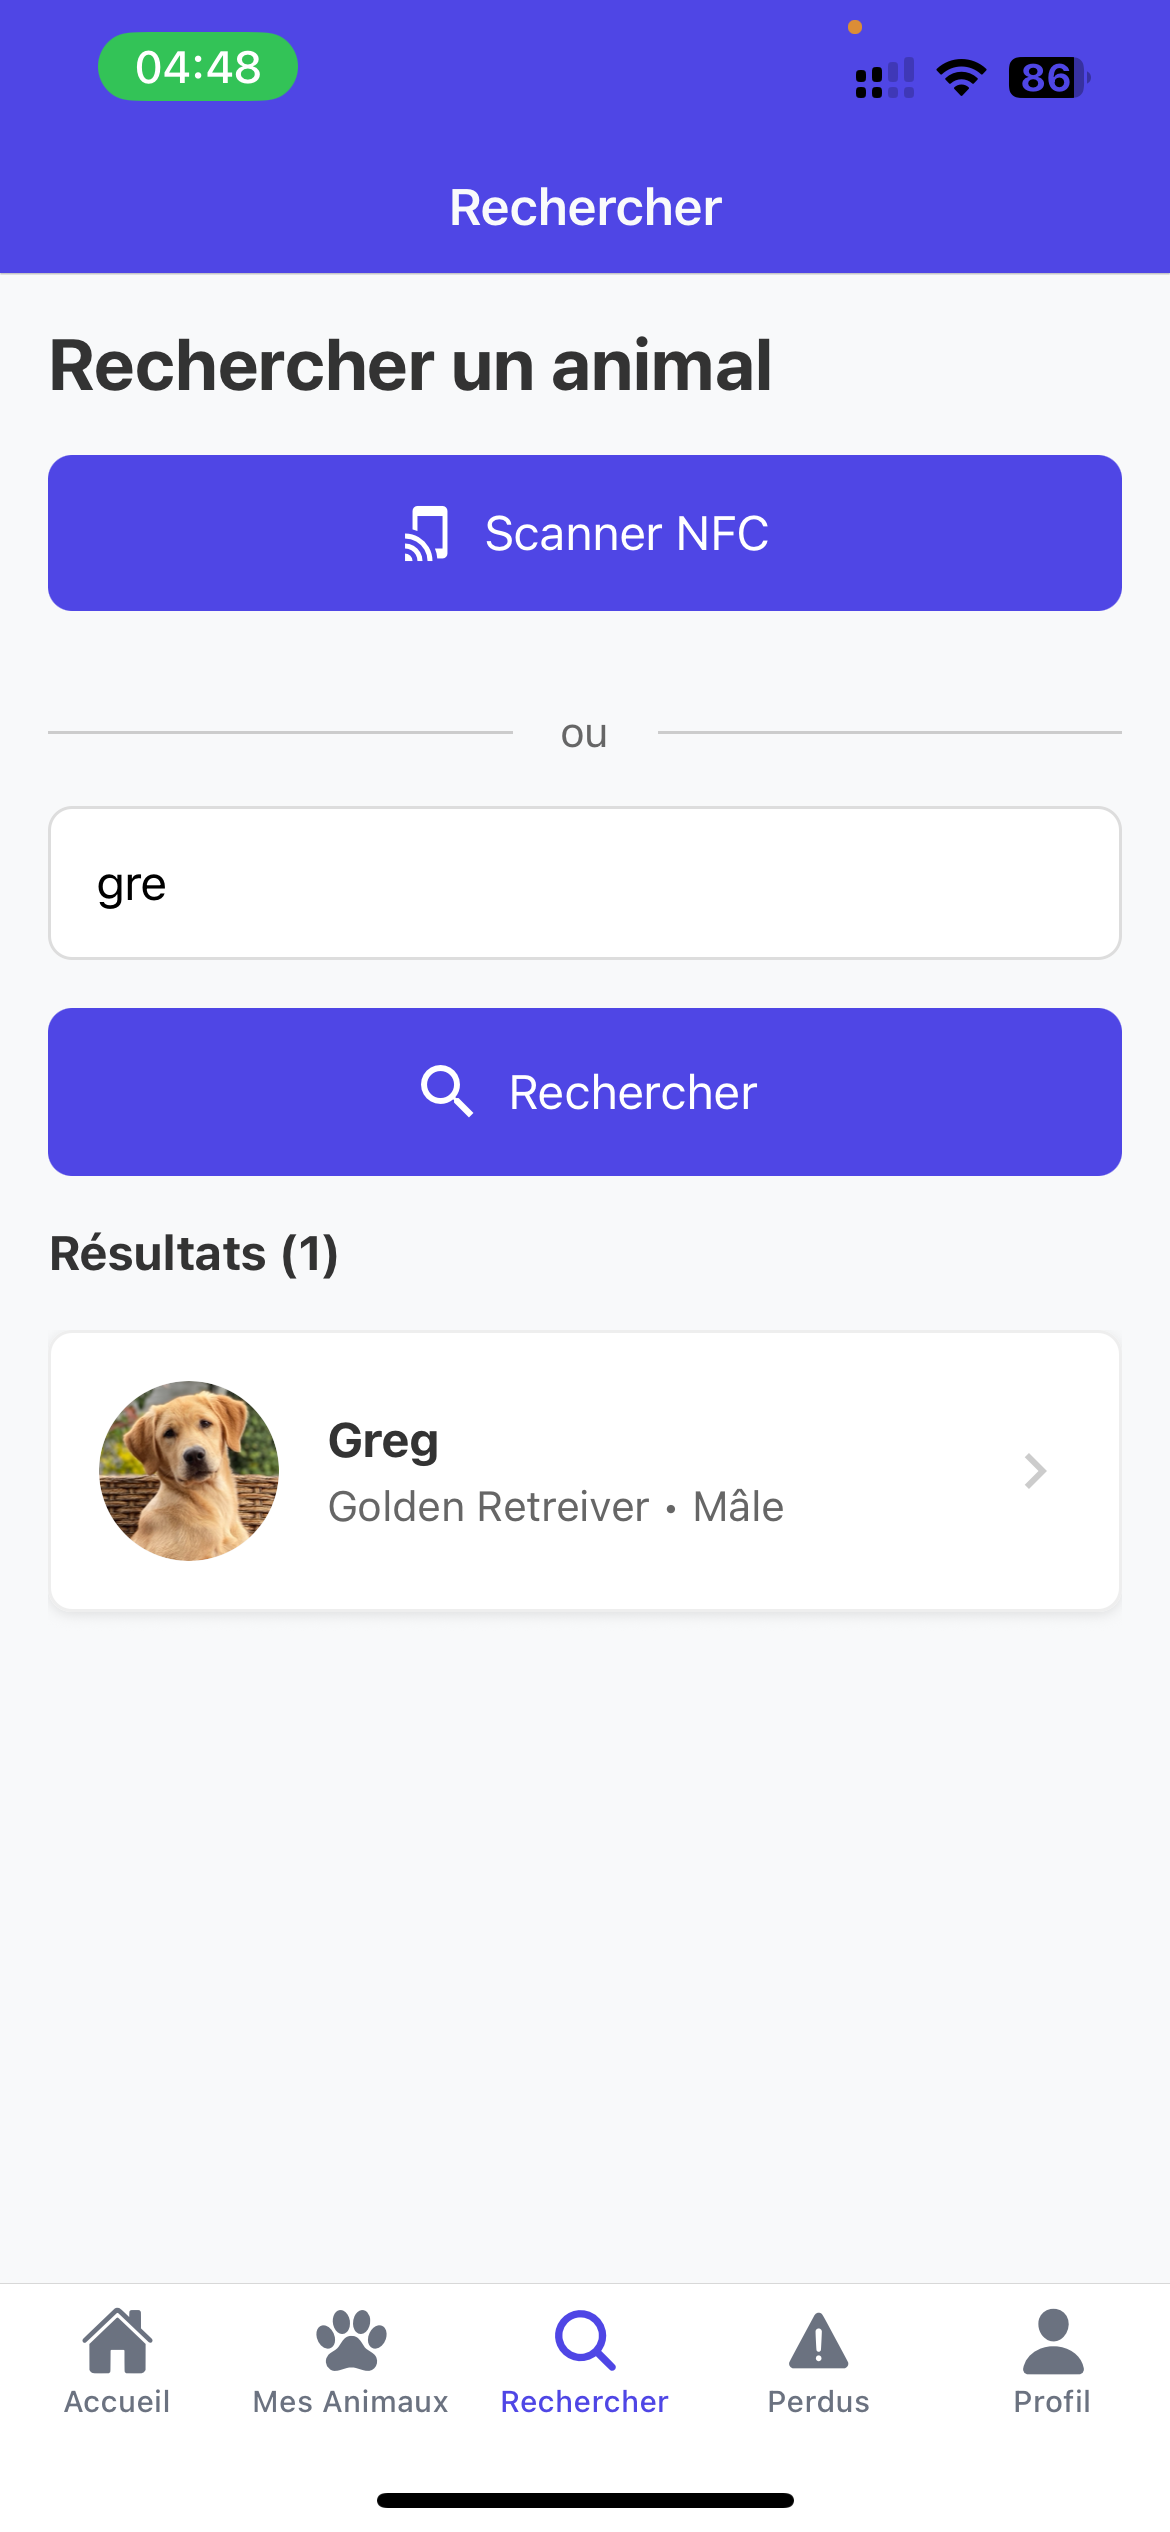 04:48
86
Rechercher
Rechercher un animal
Scanner NFC
ou
gre
Rechercher
Résultats (1)
Greg
Golden Retreiver • Mâle
Accueil
Mes Animaux
Rechercher
Perdus
Profil